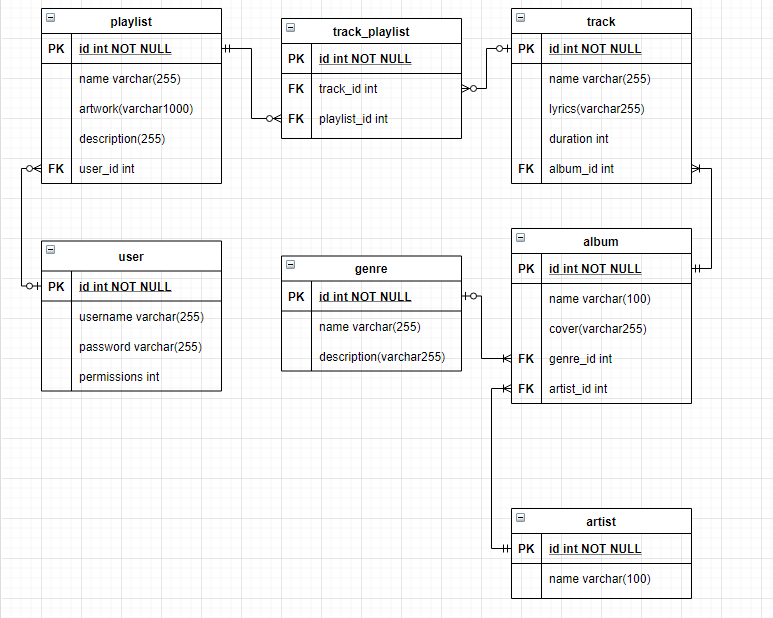 playlist
PK id int NOT NULL
name varchar(255)
artwork(varchar1000)
description(255)
FK user_id int
track_playlist
PK id int NOT NULL
FK track_id int
FK playlist_id int
track
PK id int NOT NULL
name varchar(255)
lyrics(varchar255)
duration int
FK album_id int
user
PK id int NOT NULL
username varchar(255)
password varchar(255)
permissions int
genre
PK id int NOT NULL
name varchar(255)
description(varchar255)
album
PK id int NOT NULL
name varchar(100)
cover(varchar255)
FK genre_id int
FK artist_id int
artist
PK id int NOT NULL
name varchar(100)